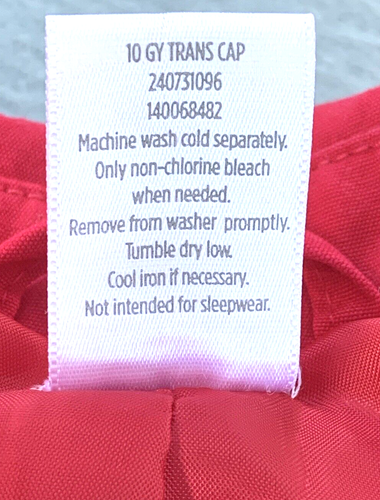 10 GY TRANS CAP
240731096
140068482
Machine wash cold separately.
Only non-chlorine bleach
when needed.
Remove from washer promptly.
Tumble dry low.
Cool iron if necessary.
Not intended for sleepwear.